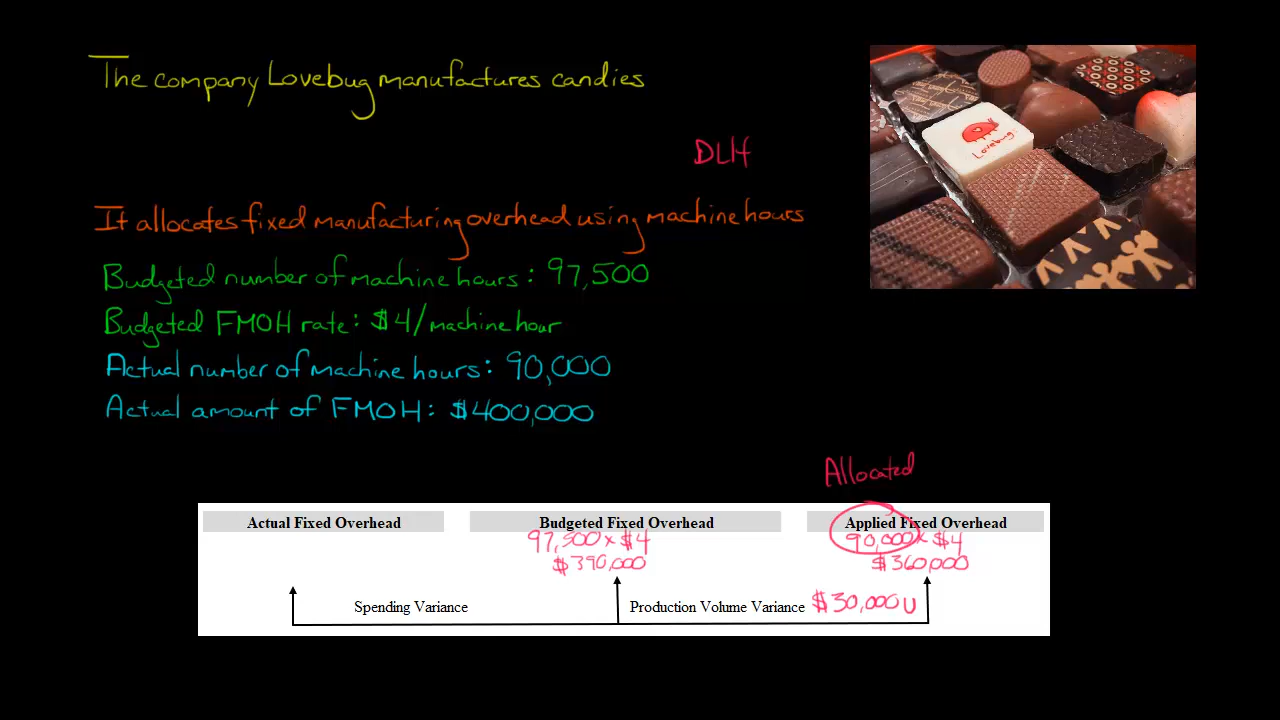 The company Lovebug manufactures candies
Lovebug
DLH
It allocates fixed manufacturing overhead using machine hours
Budgeted number of machine hours: 97,500
Budgeted FMOH rate: $4/machine hour
Actual number of machine hours: 90,000
Actual amount of FMOH: $400,000
Allocated
Actual Fixed Overhead Budgeted Fixed Overhead Applied Fixed Overhead
97,500 x $4 90,000 x $4
$390,000 $360,000
Spending Variance Production Volume Variance $30,000 U